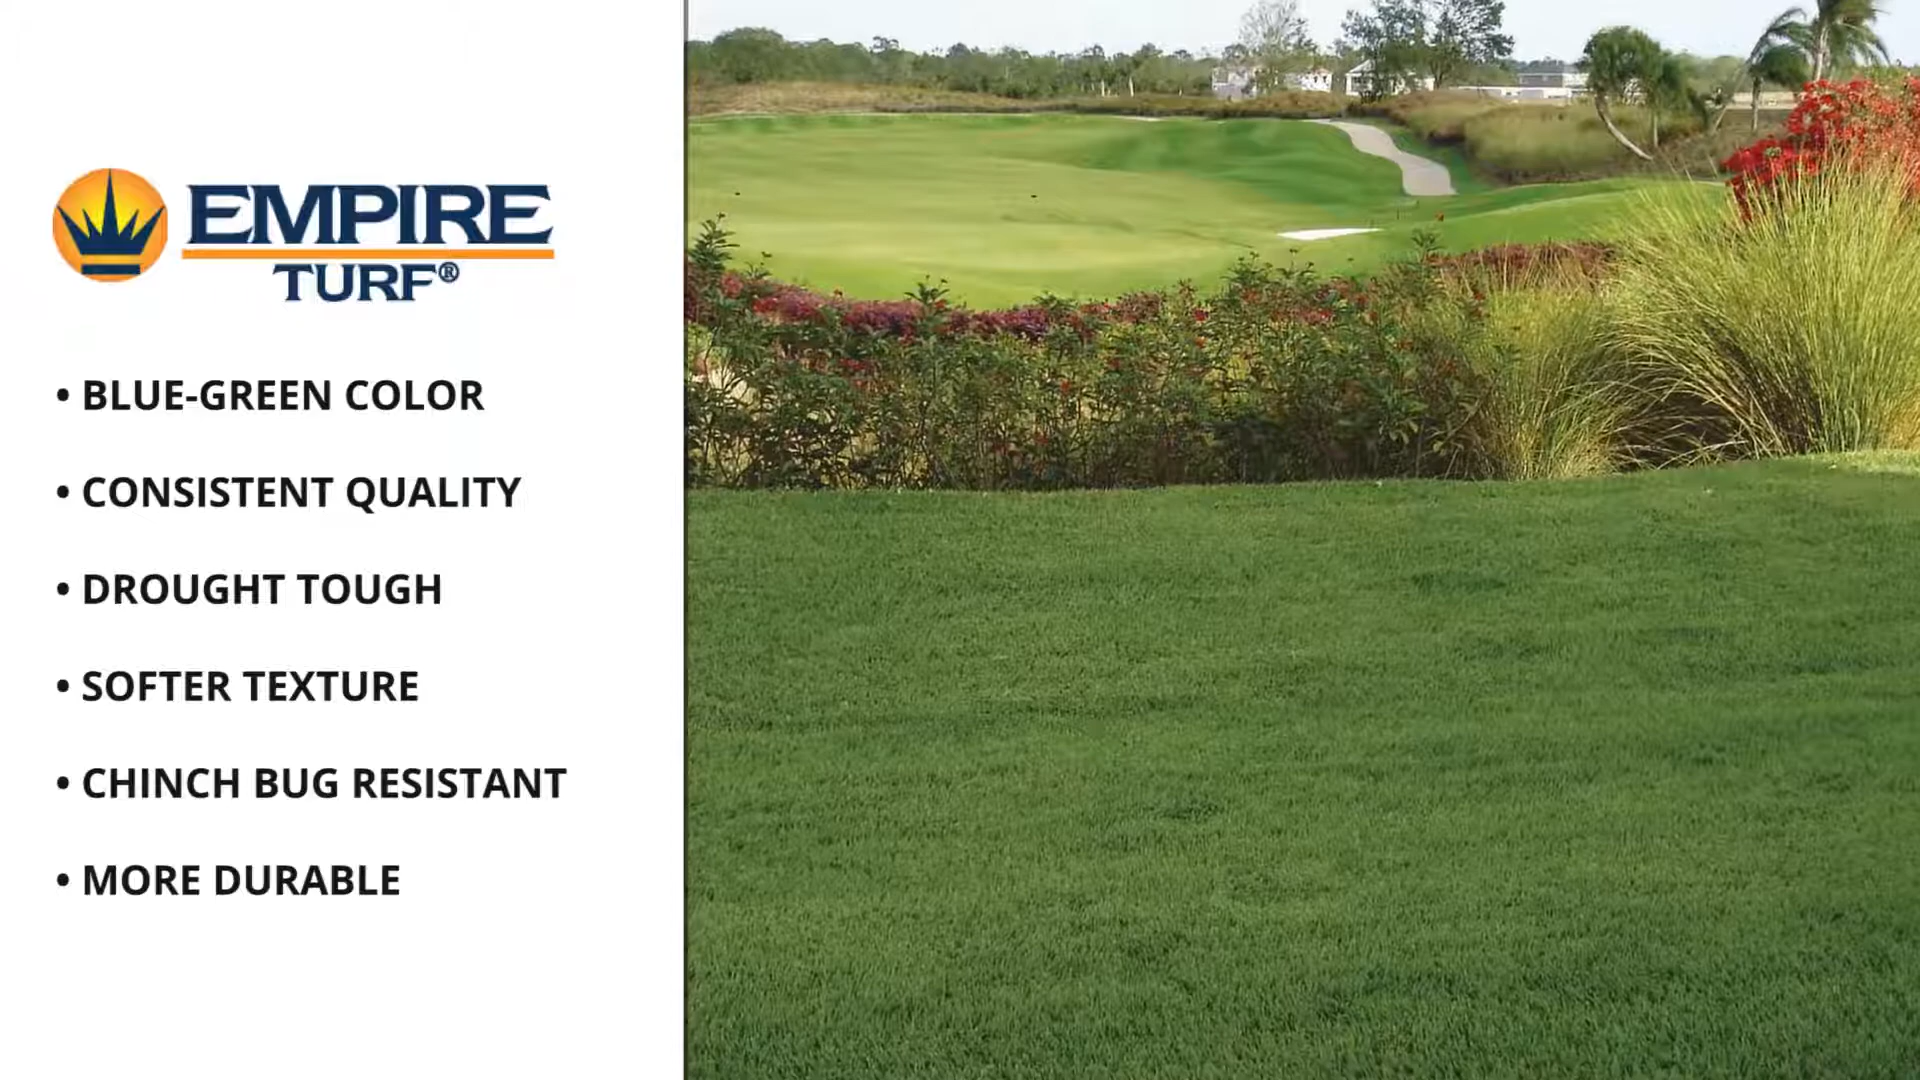 EMPIRE
TURF®
• BLUE-GREEN COLOR
• CONSISTENT QUALITY
• DROUGHT TOUGH
• SOFTER TEXTURE
• CHINCH BUG RESISTANT
• MORE DURABLE